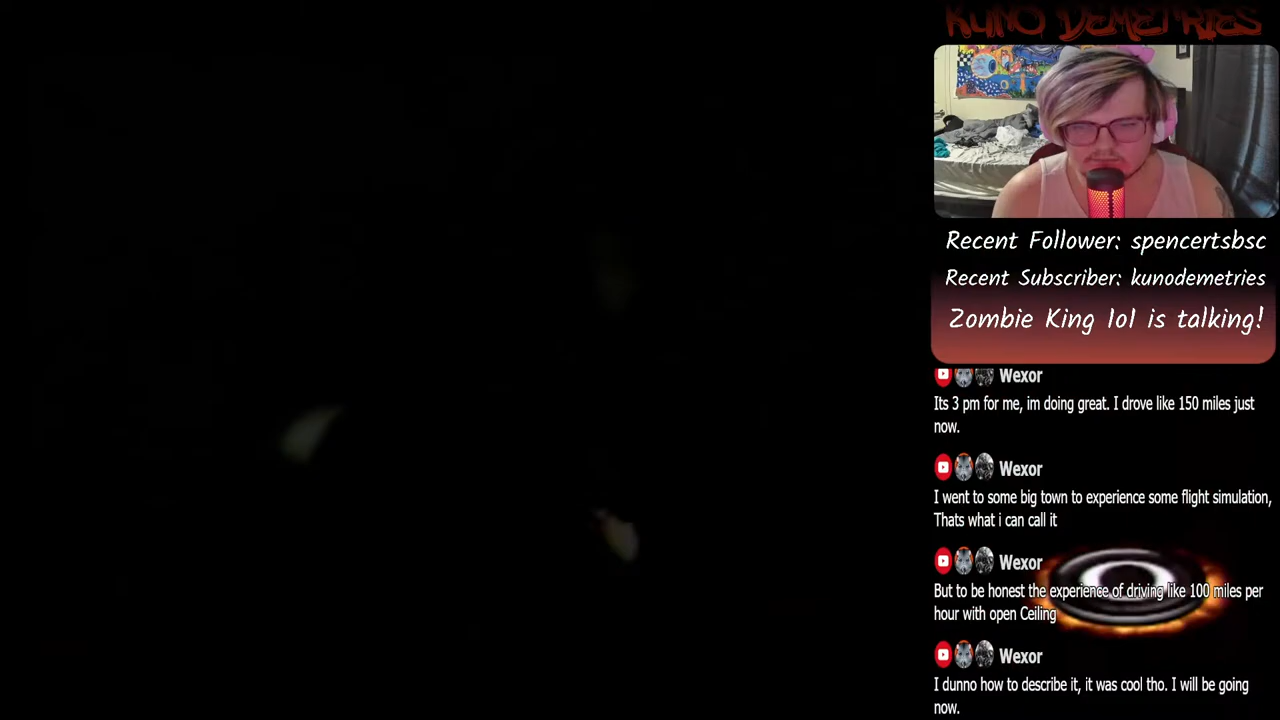 KUNO DEMETRIES
Recent Follower: spencertsbsc
Recent Subscriber: kunodemetries
Zombie King lol is talking!
Wexor
Its 3 pm for me, im doing great. I drove like 150 miles just
now.
Wexor
I went to some big town to experience some flight simulation,
Thats what i can call it
Wexor
But to be honest the experience of driving like 100 miles per
hour with open Ceiling
Wexor
I dunno how to describe it, it was cool tho. I will be going
now.